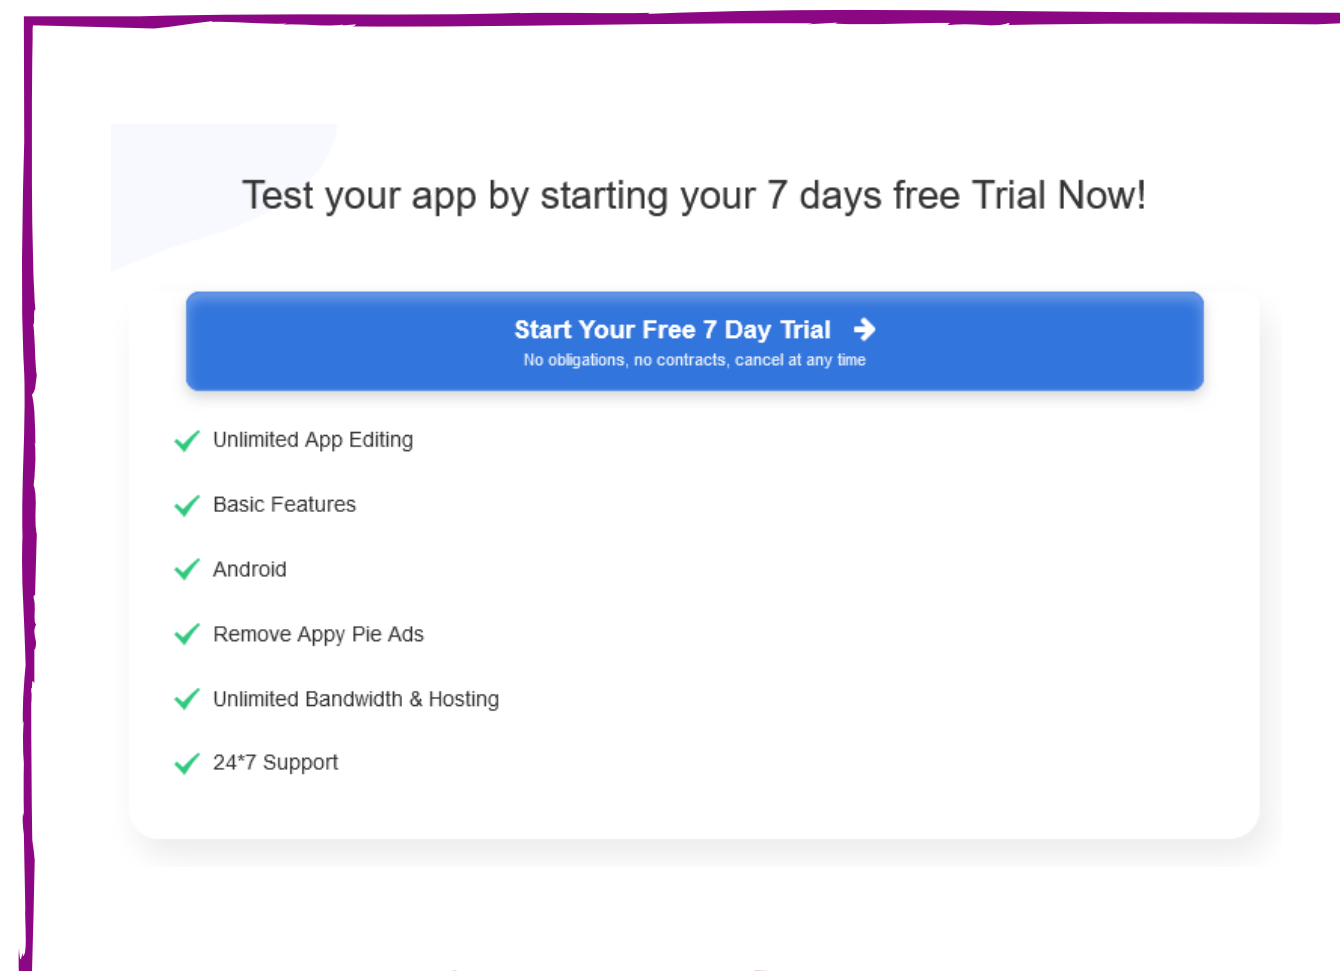 Test your app by starting your 7 days free Trial Now!
Start Your Free 7 Day Trial
No obligations, no contracts, cancel at any time
Unlimited App Editing
Basic Features
Android
Remove Appy Pie Ads
Unlimited Bandwidth & Hosting
24*7 Support